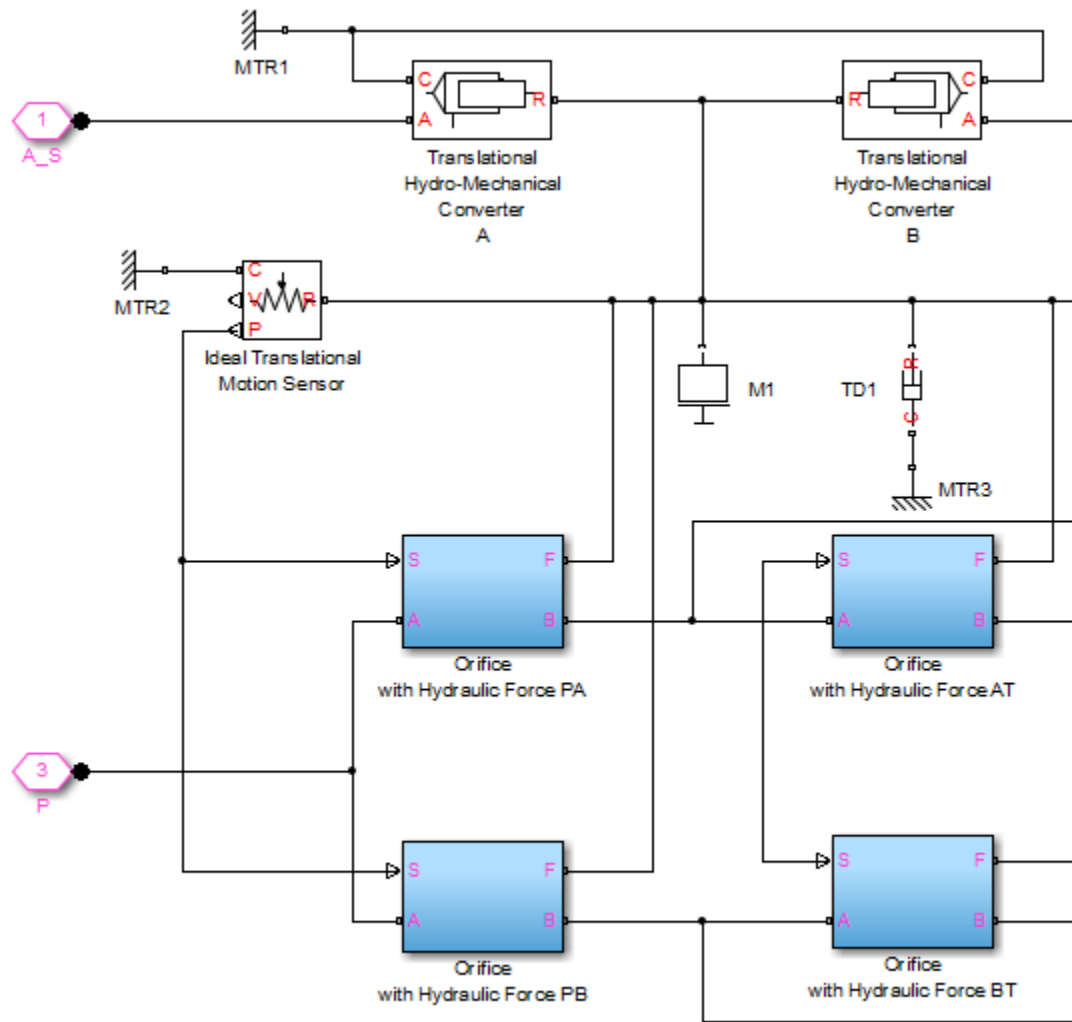 MTR1
C
A
R
R
C
A
1
A_S
Translational
Hydro-Mechanical
Converter
A
Translational
Hydro-Mechanical
Converter
B
MTR2
C
V
R
P
Ideal Translational
Motion Sensor
M1
TD1
R
C
MTR3
S
F
A
B
Orifice
with Hydraulic Force PA
S
F
A
B
Orifice
with Hydraulic Force AT
3
P
S
F
A
B
Orifice
with Hydraulic Force PB
S
F
A
B
Orifice
with Hydraulic Force BT